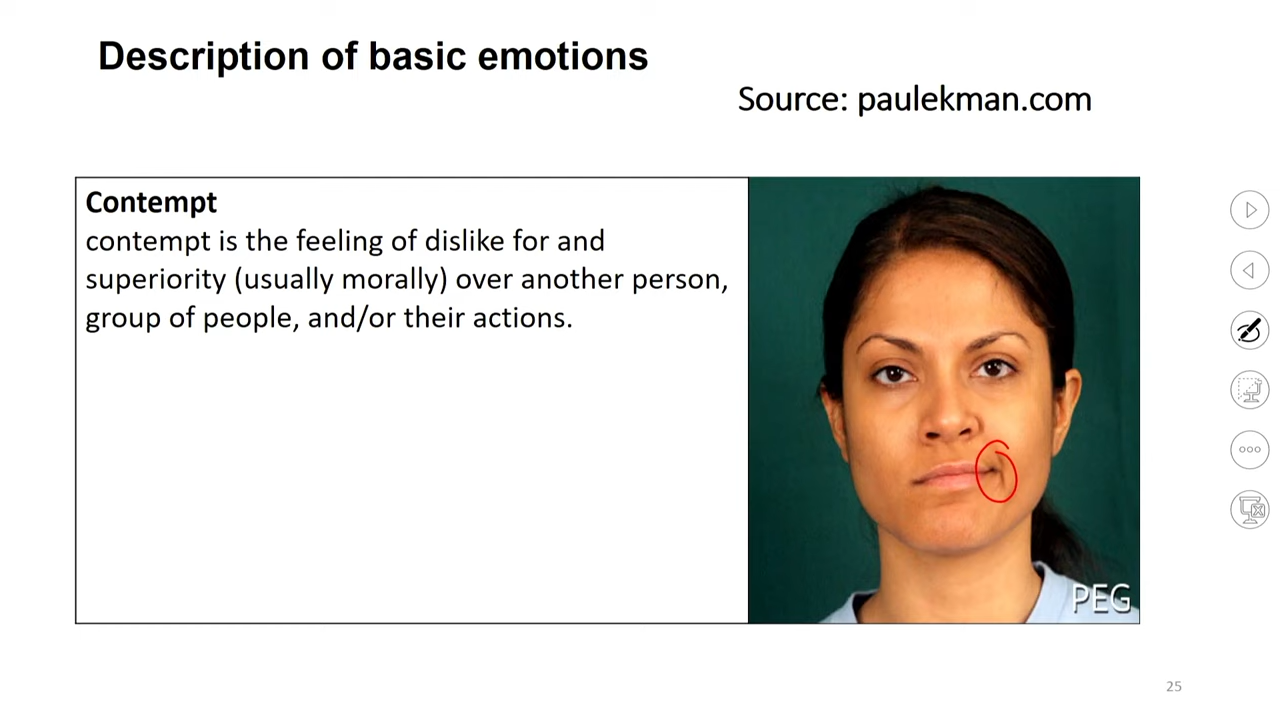 Description of basic emotions
Source: paulekman.com
Contempt
contempt is the feeling of dislike for and
superiority (usually morally) over another person,
group of people, and/or their actions.
PEG
25